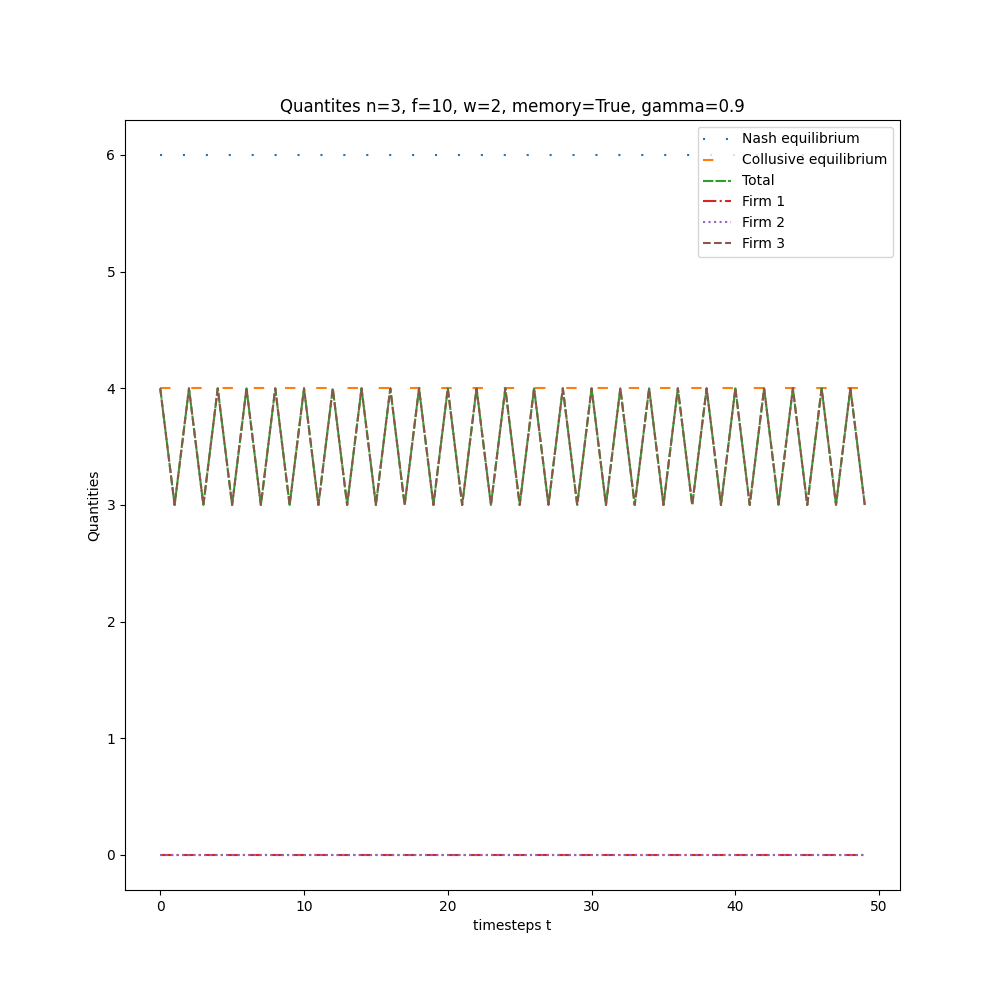 Quantites n=3, f=10, w=2, memory=True, gamma=0.9
Nash equilibrium
Collusive equilibrium
Total
Firm 1
Firm 2
Firm 3
6
5
4
3
2
1
0
Quantities
0 10 20 30 40 50
timesteps t